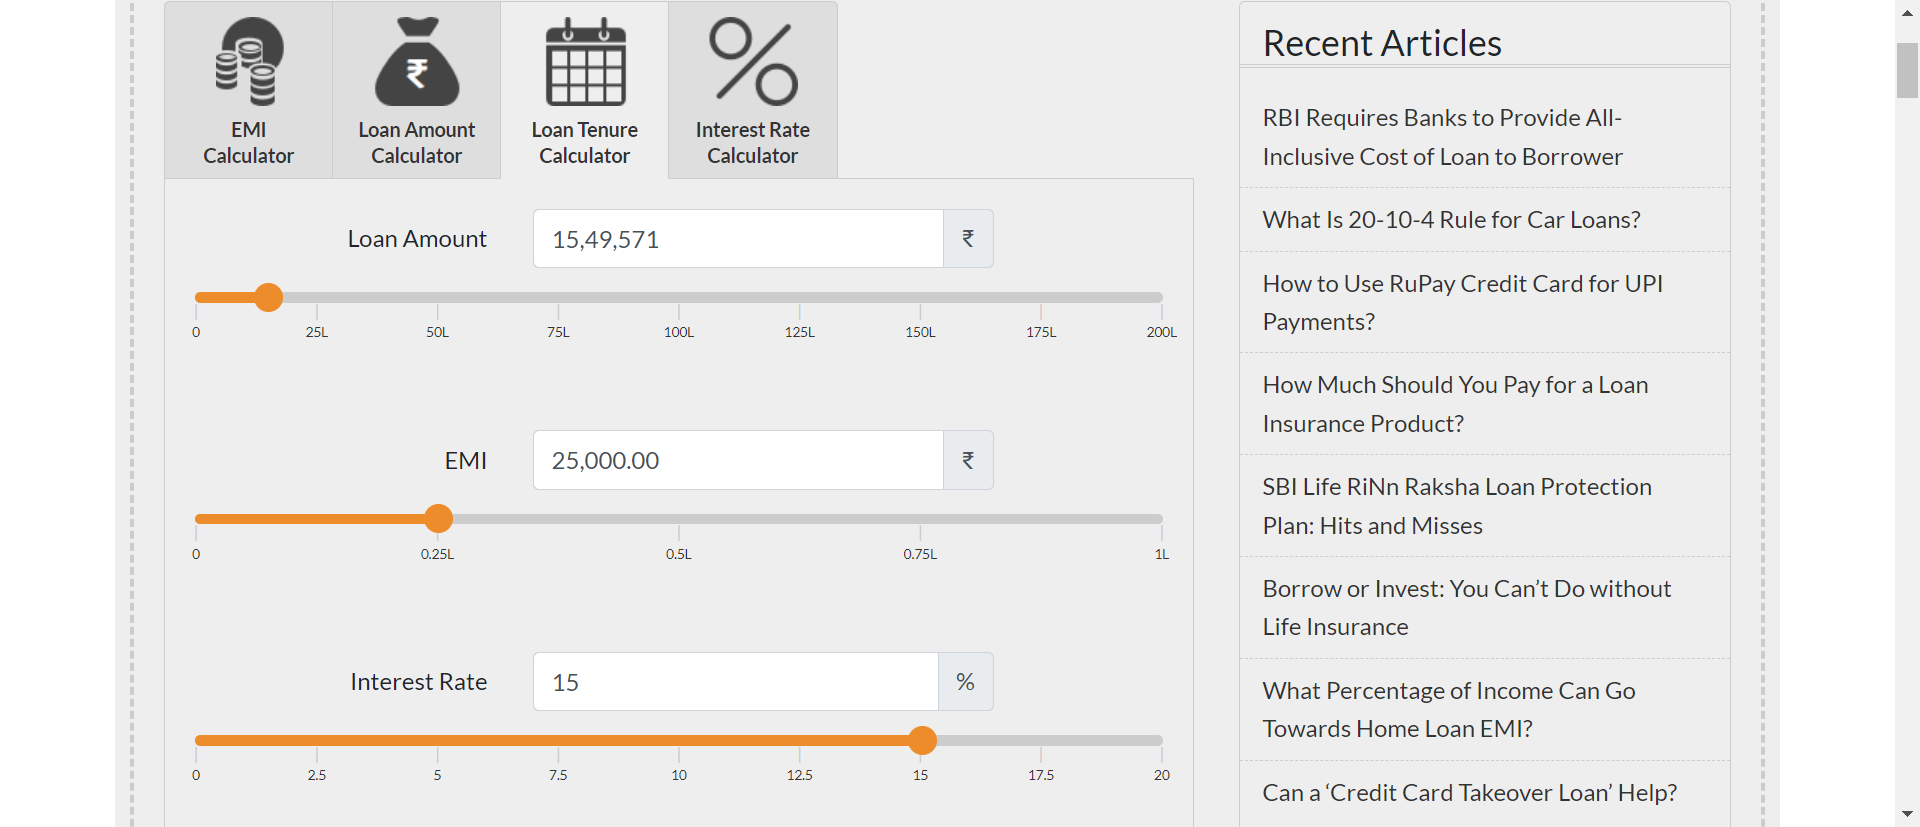 EMI
Calculator
Loan Amount
Calculator
Loan Tenure
Calculator
Interest Rate
Calculator
Loan Amount
15,49,571
₹
0 25L 50L 75L 100L 125L 150L 175L 200L
EMI
25,000.00
₹
0 0.25L 0.5L 0.75L 1L
Interest Rate
15
%
0 2.5 5 7.5 10 12.5 15 17.5 20
Recent Articles
RBI Requires Banks to Provide All-
Inclusive Cost of Loan to Borrower
What Is 20-10-4 Rule for Car Loans?
How to Use RuPay Credit Card for UPI
Payments?
How Much Should You Pay for a Loan
Insurance Product?
SBI Life RiNn Raksha Loan Protection
Plan: Hits and Misses
Borrow or Invest: You Can’t Do without
Life Insurance
What Percentage of Income Can Go
Towards Home Loan EMI?
Can a ‘Credit Card Takeover Loan’ Help?